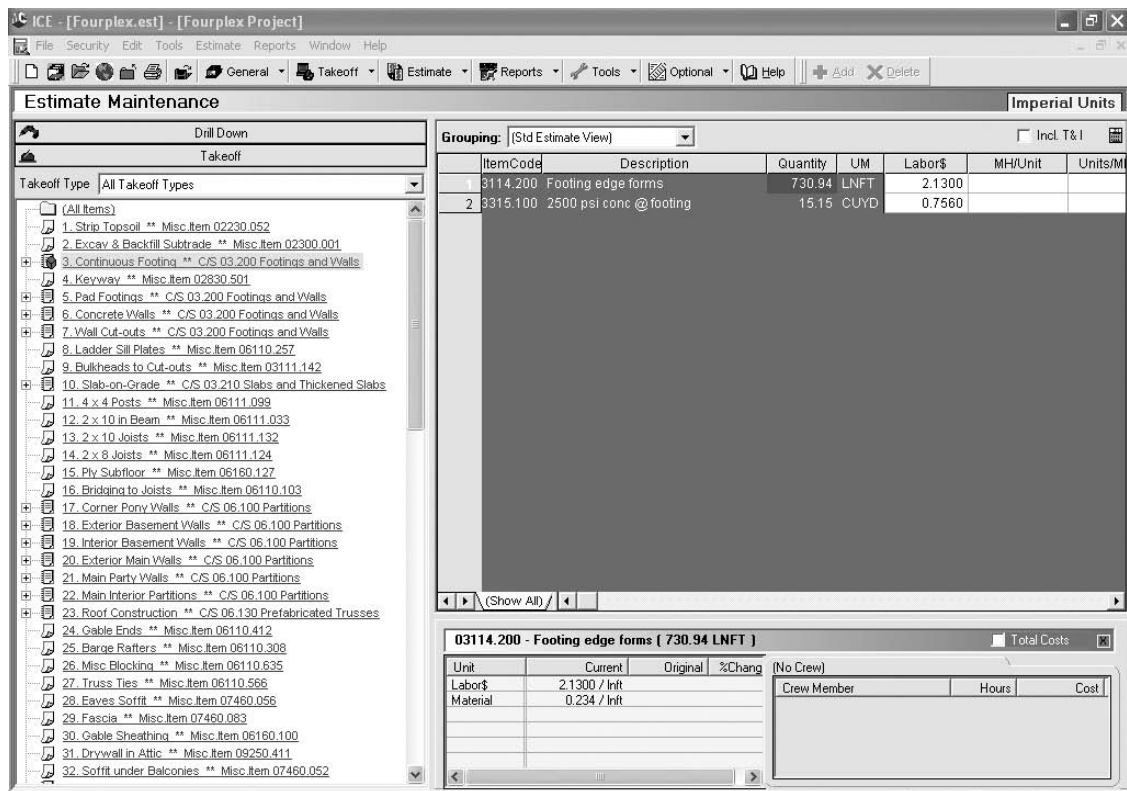 ICE - [Fourplex.est] - [Fourplex Project]
File Security Edit Tools Estimate Reports Window Help
General Takeoff Estimate Reports Tools Optional Help Add Delete
Estimate Maintenance Imperial Units
Drill Down
Takeoff
Takeoff Type All Takeoff Types
(All Items)
1. Strip Topsoil ** Misc.Item 02230.052
2. Excav & Backfill Subtrade ** Misc.Item 02300.001
3. Continuous Footing ** C/S 03.200 Footings and Walls
4. Keyway ** Misc.Item 02830.501
5. Pad Footings ** C/S 03.200 Footings and Walls
6. Concrete Walls ** C/S 03.200 Footings and Walls
7. Wall Cut-outs ** C/S 03.200 Footings and Walls
8. Ladder Sill Plates ** Misc.Item 06110.257
9. Bulkheads to Cut-outs ** Misc.Item 03111.142
10. Slab-on-Grade ** C/S 03.210 Slabs and Thickened Slabs
11. 4 x 4 Posts ** Misc.Item 06111.099
12. 2 x 10 in Beam ** Misc.Item 06111.033
13. 2 x 10 Joists ** Misc.Item 06111.132
14. 2 x 8 Joists ** Misc.Item 06111.124
15. Ply Subfloor ** Misc.Item 06160.127
16. Bridging to Joists ** Misc.Item 06110.103
17. Corner Pony Walls ** C/S 06.100 Partitions
18. Exterior Basement Walls ** C/S 06.100 Partitions
19. Interior Basement Walls ** C/S 06.100 Partitions
20. Exterior Main Walls ** C/S 06.100 Partitions
21. Main Party Walls ** C/S 06.100 Partitions
22. Main Interior Partitions ** C/S 06.100 Partitions
23. Roof Construction ** C/S 06.130 Prefabricated Trusses
24. Gable Ends ** Misc.Item 06110.412
25. Barge Rafters ** Misc.Item 06110.308
26. Misc Blocking ** Misc.Item 06110.635
27. Truss Ties ** Misc.Item 06110.566
28. Eaves Soffit ** Misc.Item 07460.056
29. Fascia ** Misc.Item 07460.083
30. Gable Sheathing ** Misc.Item 06160.100
31. Drywall in Attic ** Misc.Item 09250.411
32. Soffit under Balconies ** Misc.Item 07460.052
Grouping: (Std Estimate View) Incl. T& I
ItemCode Description Quantity UM Labor$ MH/Unit Units/M
1 3114.200 Footing edge forms 730.94 LNFT 2.1300
2 3315.100 2500 psi conc @ footing 15.15 CUYD 0.7560
(Show All)
03114.200 - Footing edge forms ( 730.94 LNFT ) Total Costs
Unit Current Original %Chang
Labor$ 2.1300 / lnft
Material 0.234 / lnft
(No Crew)
Crew Member Hours Cost